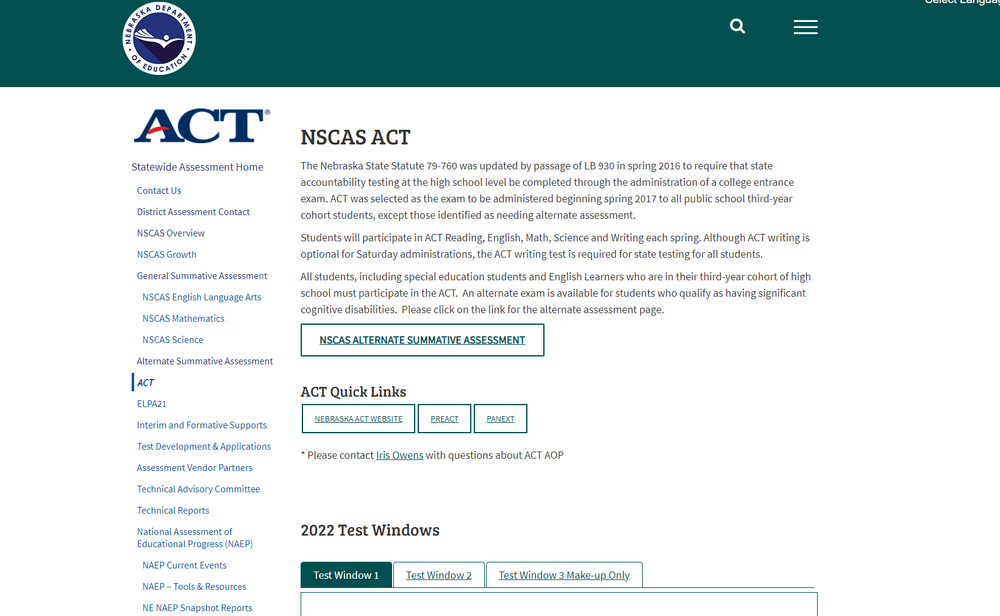 Select Langua
NEBRASKA DEPARTMENT
• OF EDUCATION •
ACT®
Statewide Assessment Home
Contact Us
District Assessment Contact
NSCAS Overview
NSCAS Growth
General Summative Assessment
NSCAS English Language Arts
NSCAS Mathematics
NSCAS Science
Alternate Summative Assessment
ACT
ELPA21
Interim and Formative Supports
Test Development & Applications
Assessment Vendor Partners
Technical Advisory Committee
Technical Reports
National Assessment of
Educational Progress (NAEP)
NAEP Current Events
NAEP – Tools & Resources
NE NAEP Snapshot Reports
NSCAS ACT
The Nebraska State Statute 79-760 was updated by passage of LB 930 in spring 2016 to require that state
accountability testing at the high school level be completed through the administration of a college entrance
exam. ACT was selected as the exam to be administered beginning spring 2017 to all public school third-year
cohort students, except those identified as needing alternate assessment.
Students will participate in ACT Reading, English, Math, Science and Writing each spring. Although ACT writing is
optional for Saturday administrations, the ACT writing test is required for state testing for all students.
All students, including special education students and English Learners who are in their third-year cohort of high
school must participate in the ACT.  An alternate exam is available for students who qualify as having significant
cognitive disabilities.  Please click on the link for the alternate assessment page.
NSCAS ALTERNATE SUMMATIVE ASSESSMENT
ACT Quick Links
NEBRASKA ACT WEBSITE PREACT PANEXT
* Please contact Iris Owens with questions about ACT AOP
2022 Test Windows
Test Window 1 Test Window 2 Test Window 3 Make-up Only